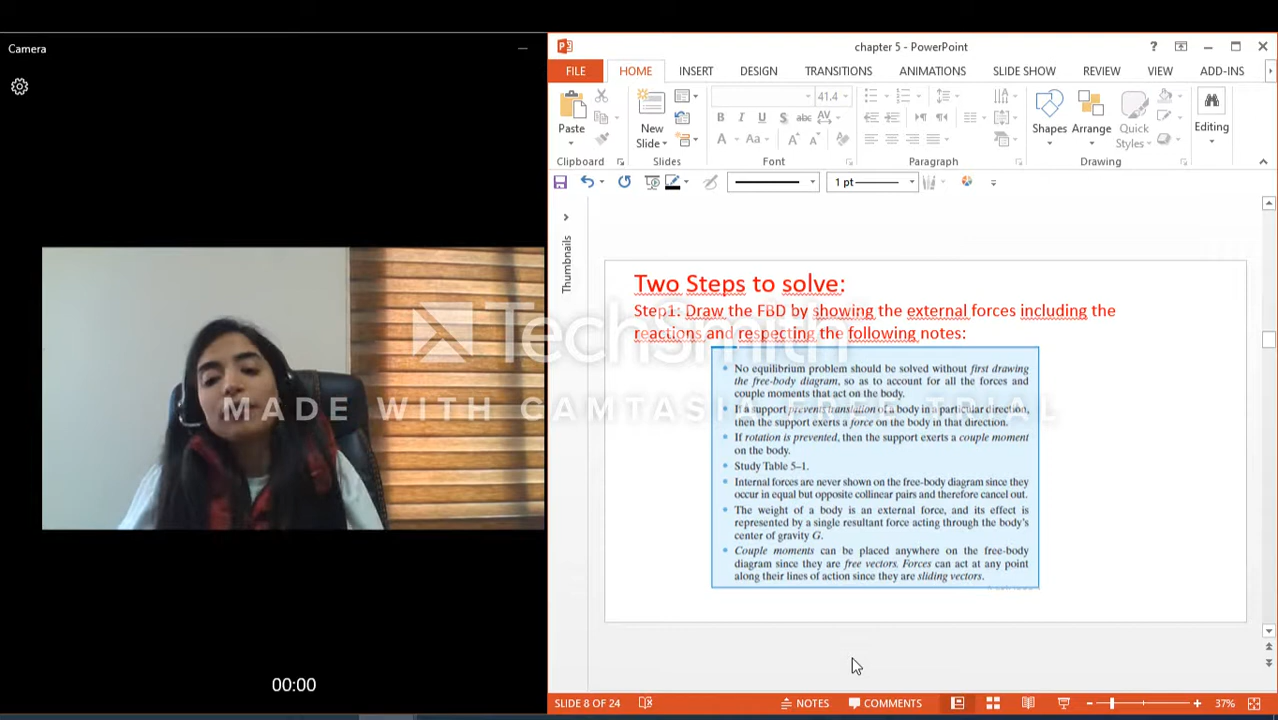 Camera
chapter 5 - PowerPoint
FILE HOME INSERT DESIGN TRANSITIONS ANIMATIONS SLIDE SHOW REVIEW VIEW ADD-INS
41.4
Paste
New
Slide
Shapes
Arrange
Quick
Styles
Editing
Clipboard
Slides
Font
Paragraph
Drawing
1 pt
Thumbnails
Two Steps to solve:
Step1: Draw the FBD by showing the external forces including the
reactions and respecting the following notes:
• No equilibrium problem should be solved without first drawing
the free-body diagram, so as to account for all the forces and
couple moments that act on the body.
• If a support prevents translation of a body in a particular direction,
then the support exerts a force on the body in that direction.
• If rotation is prevented, then the support exerts a couple moment
on the body.
• Study Table 5–1.
• Internal forces are never shown on the free-body diagram since they
occur in equal but opposite collinear pairs and therefore cancel out.
• The weight of a body is an external force, and its effect is
represented by a single resultant force acting through the body's
center of gravity G.
• Couple moments can be placed anywhere on the free-body
diagram since they are free vectors. Forces can act at any point
along their lines of action since they are sliding vectors.
TechSmith
MADE WITH CAMTASIA FREE TRIAL
00:00
SLIDE 8 OF 24
NOTES
COMMENTS
37%